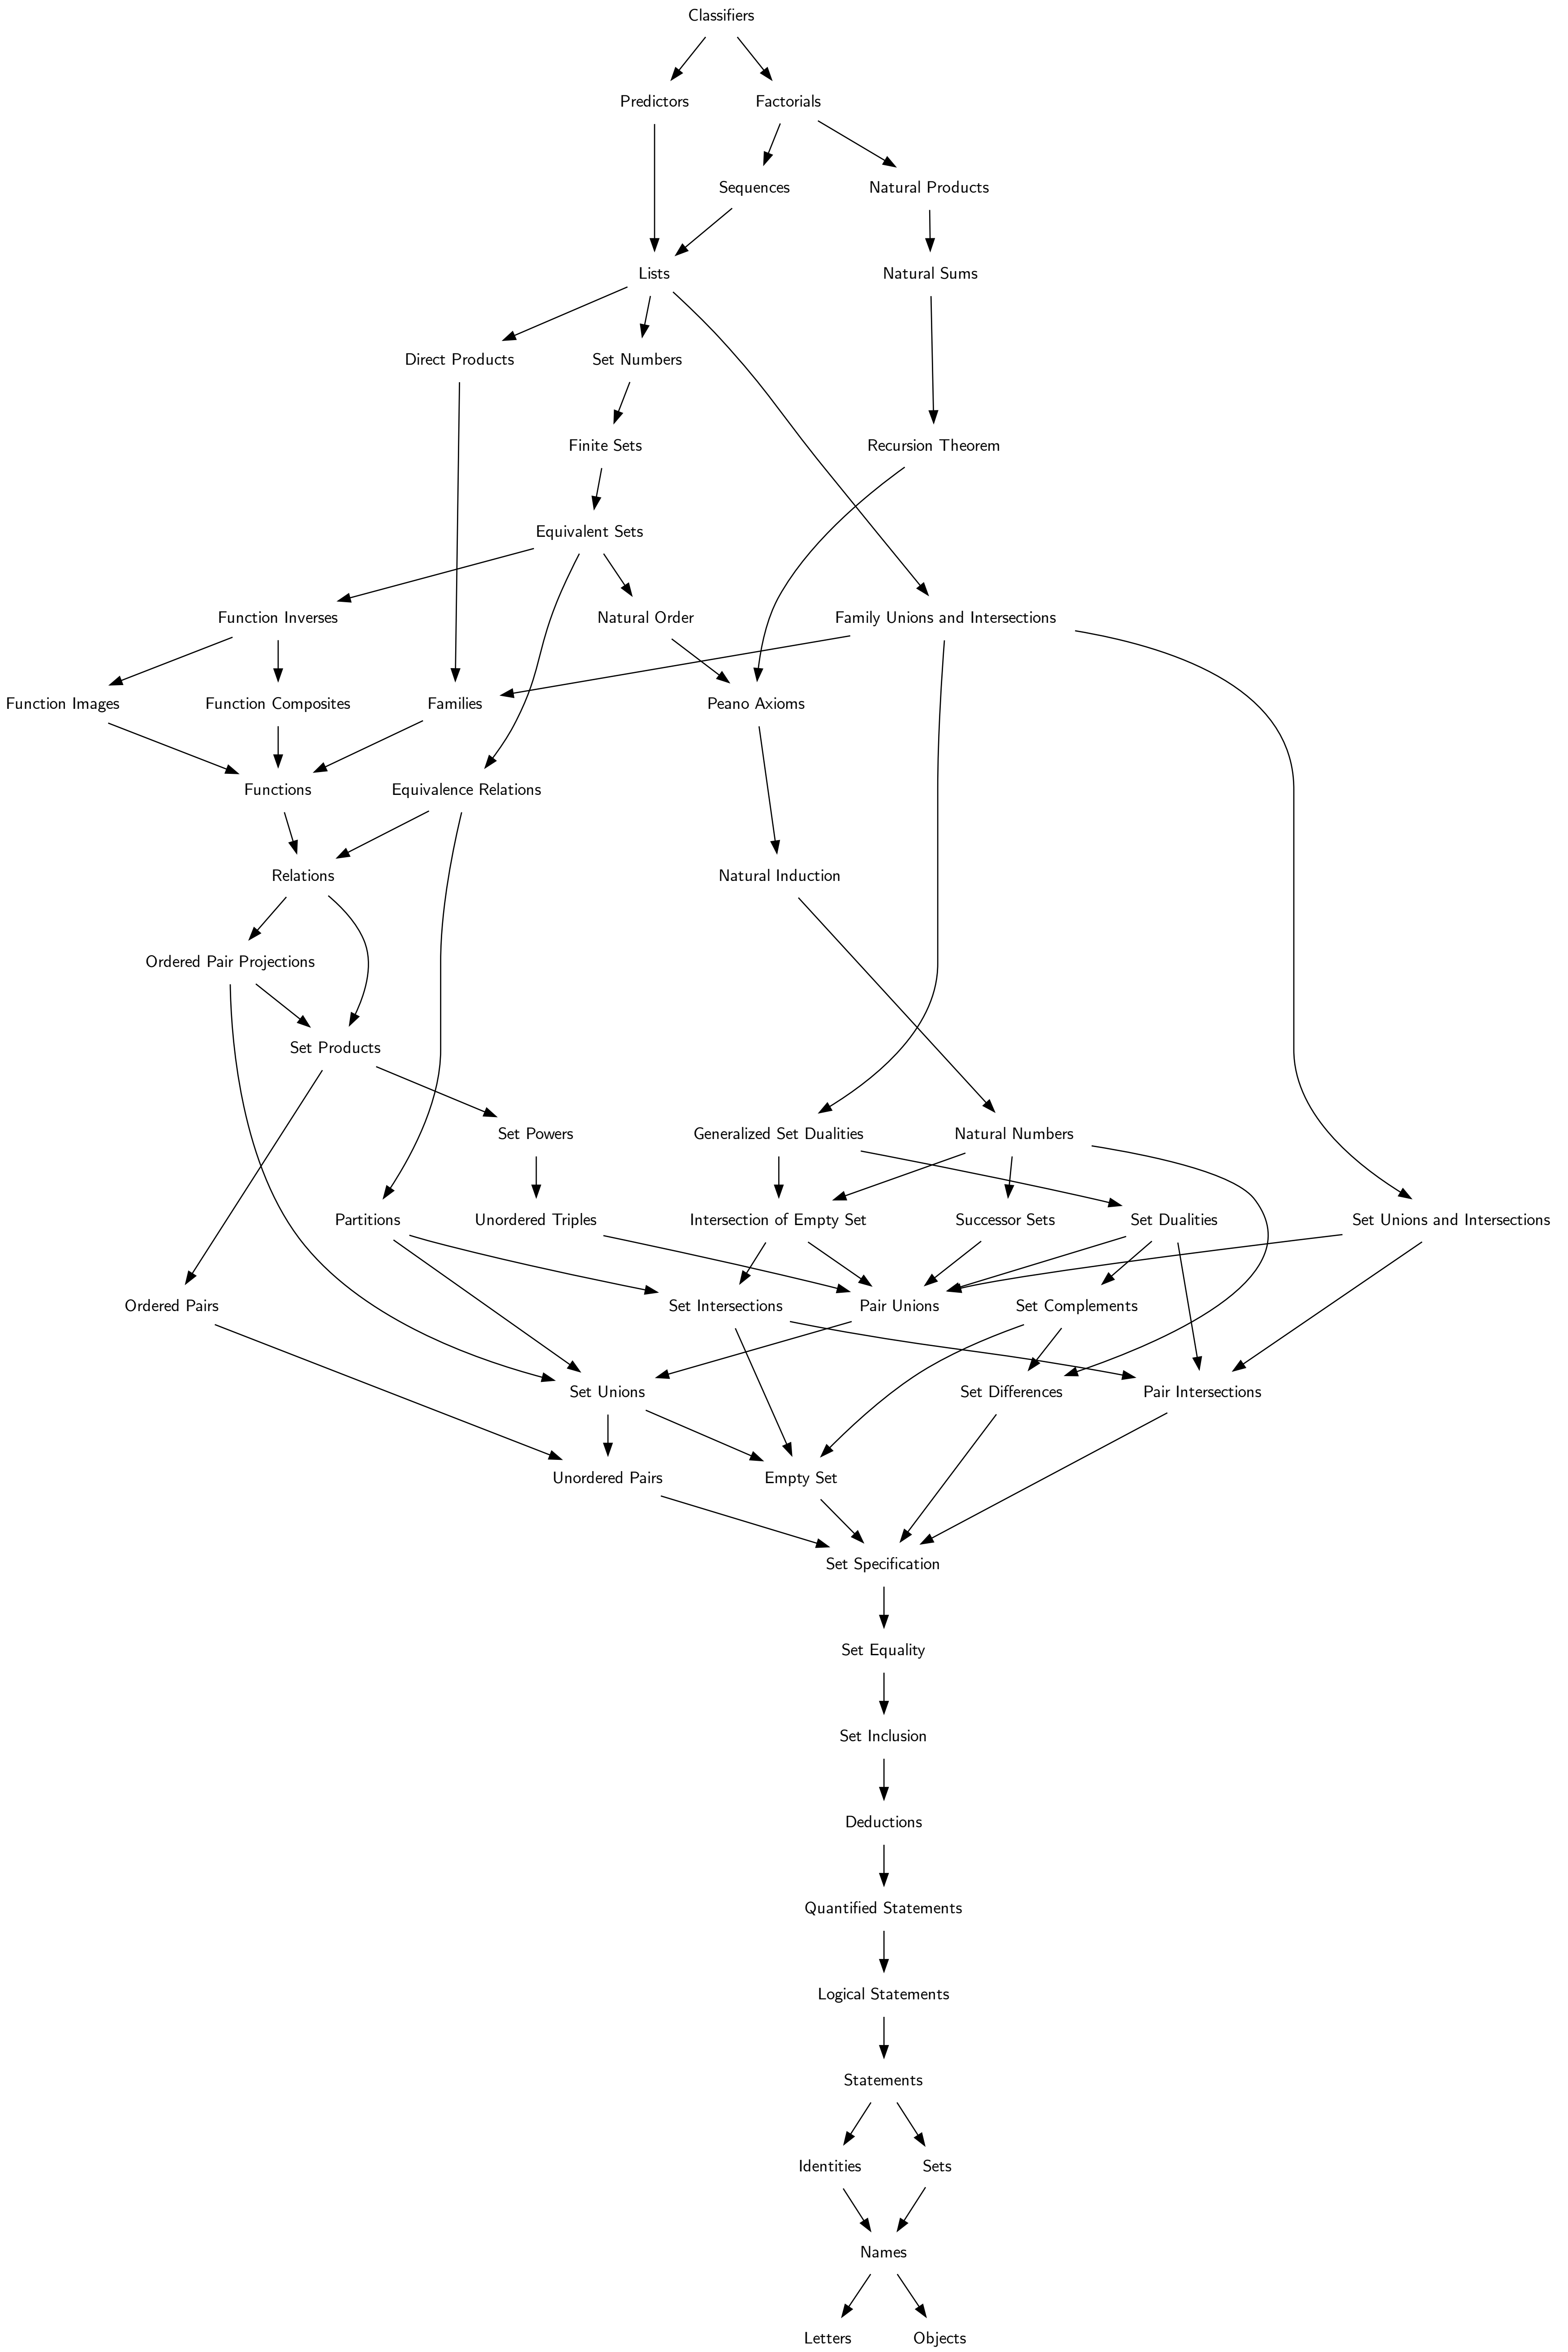 Classifiers
Predictors
Factorials
Sequences
Natural Products
Lists
Natural Sums
Direct Products
Set Numbers
Finite Sets
Recursion Theorem
Equivalent Sets
Function Inverses
Natural Order
Family Unions and Intersections
Function Images
Function Composites
Families
Peano Axioms
Functions
Equivalence Relations
Relations
Natural Induction
Ordered Pair Projections
Set Products
Set Powers
Generalized Set Dualities
Natural Numbers
Partitions
Unordered Triples
Intersection of Empty Set
Successor Sets
Set Dualities
Set Unions and Intersections
Ordered Pairs
Set Intersections
Pair Unions
Set Complements
Set Unions
Set Differences
Pair Intersections
Unordered Pairs
Empty Set
Set Specification
Set Equality
Set Inclusion
Deductions
Quantified Statements
Logical Statements
Statements
Identities
Sets
Names
Letters
Objects